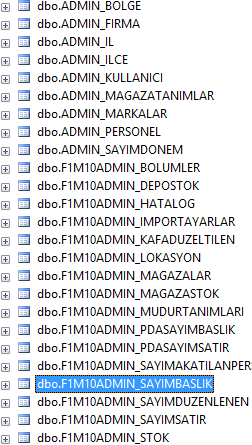 dbo.ADMIN_BOLGE
dbo.ADMIN_FIRMA
dbo.ADMIN_IL
dbo.ADMIN_ILCE
dbo.ADMIN_KULLANICI
dbo.ADMIN_MAGAZATANIMLAR
dbo.ADMIN_MARKALAR
dbo.ADMIN_PERSONEL
dbo.ADMIN_SAYIMDONEM
dbo.F1M10ADMIN_BOLUMLER
dbo.F1M10ADMIN_DEPOSTOK
dbo.F1M10ADMIN_HATALOG
dbo.F1M10ADMIN_IMPORTAYARLAR
dbo.F1M10ADMIN_KAFADUZELTILEN
dbo.F1M10ADMIN_LOKASYON
dbo.F1M10ADMIN_MAGAZALAR
dbo.F1M10ADMIN_MAGAZASTOK
dbo.F1M10ADMIN_MUDURTANIMLARI
dbo.F1M10ADMIN_PDASAYIMBASLIK
dbo.F1M10ADMIN_PDASAYIMSATIR
dbo.F1M10ADMIN_SAYIMAKATILANPER
dbo.F1M10ADMIN_SAYIMBASLIK
dbo.F1M10ADMIN_SAYIMDUZENLENEN
dbo.F1M10ADMIN_SAYIMSATIR
dbo.F1M10ADMIN_STOK